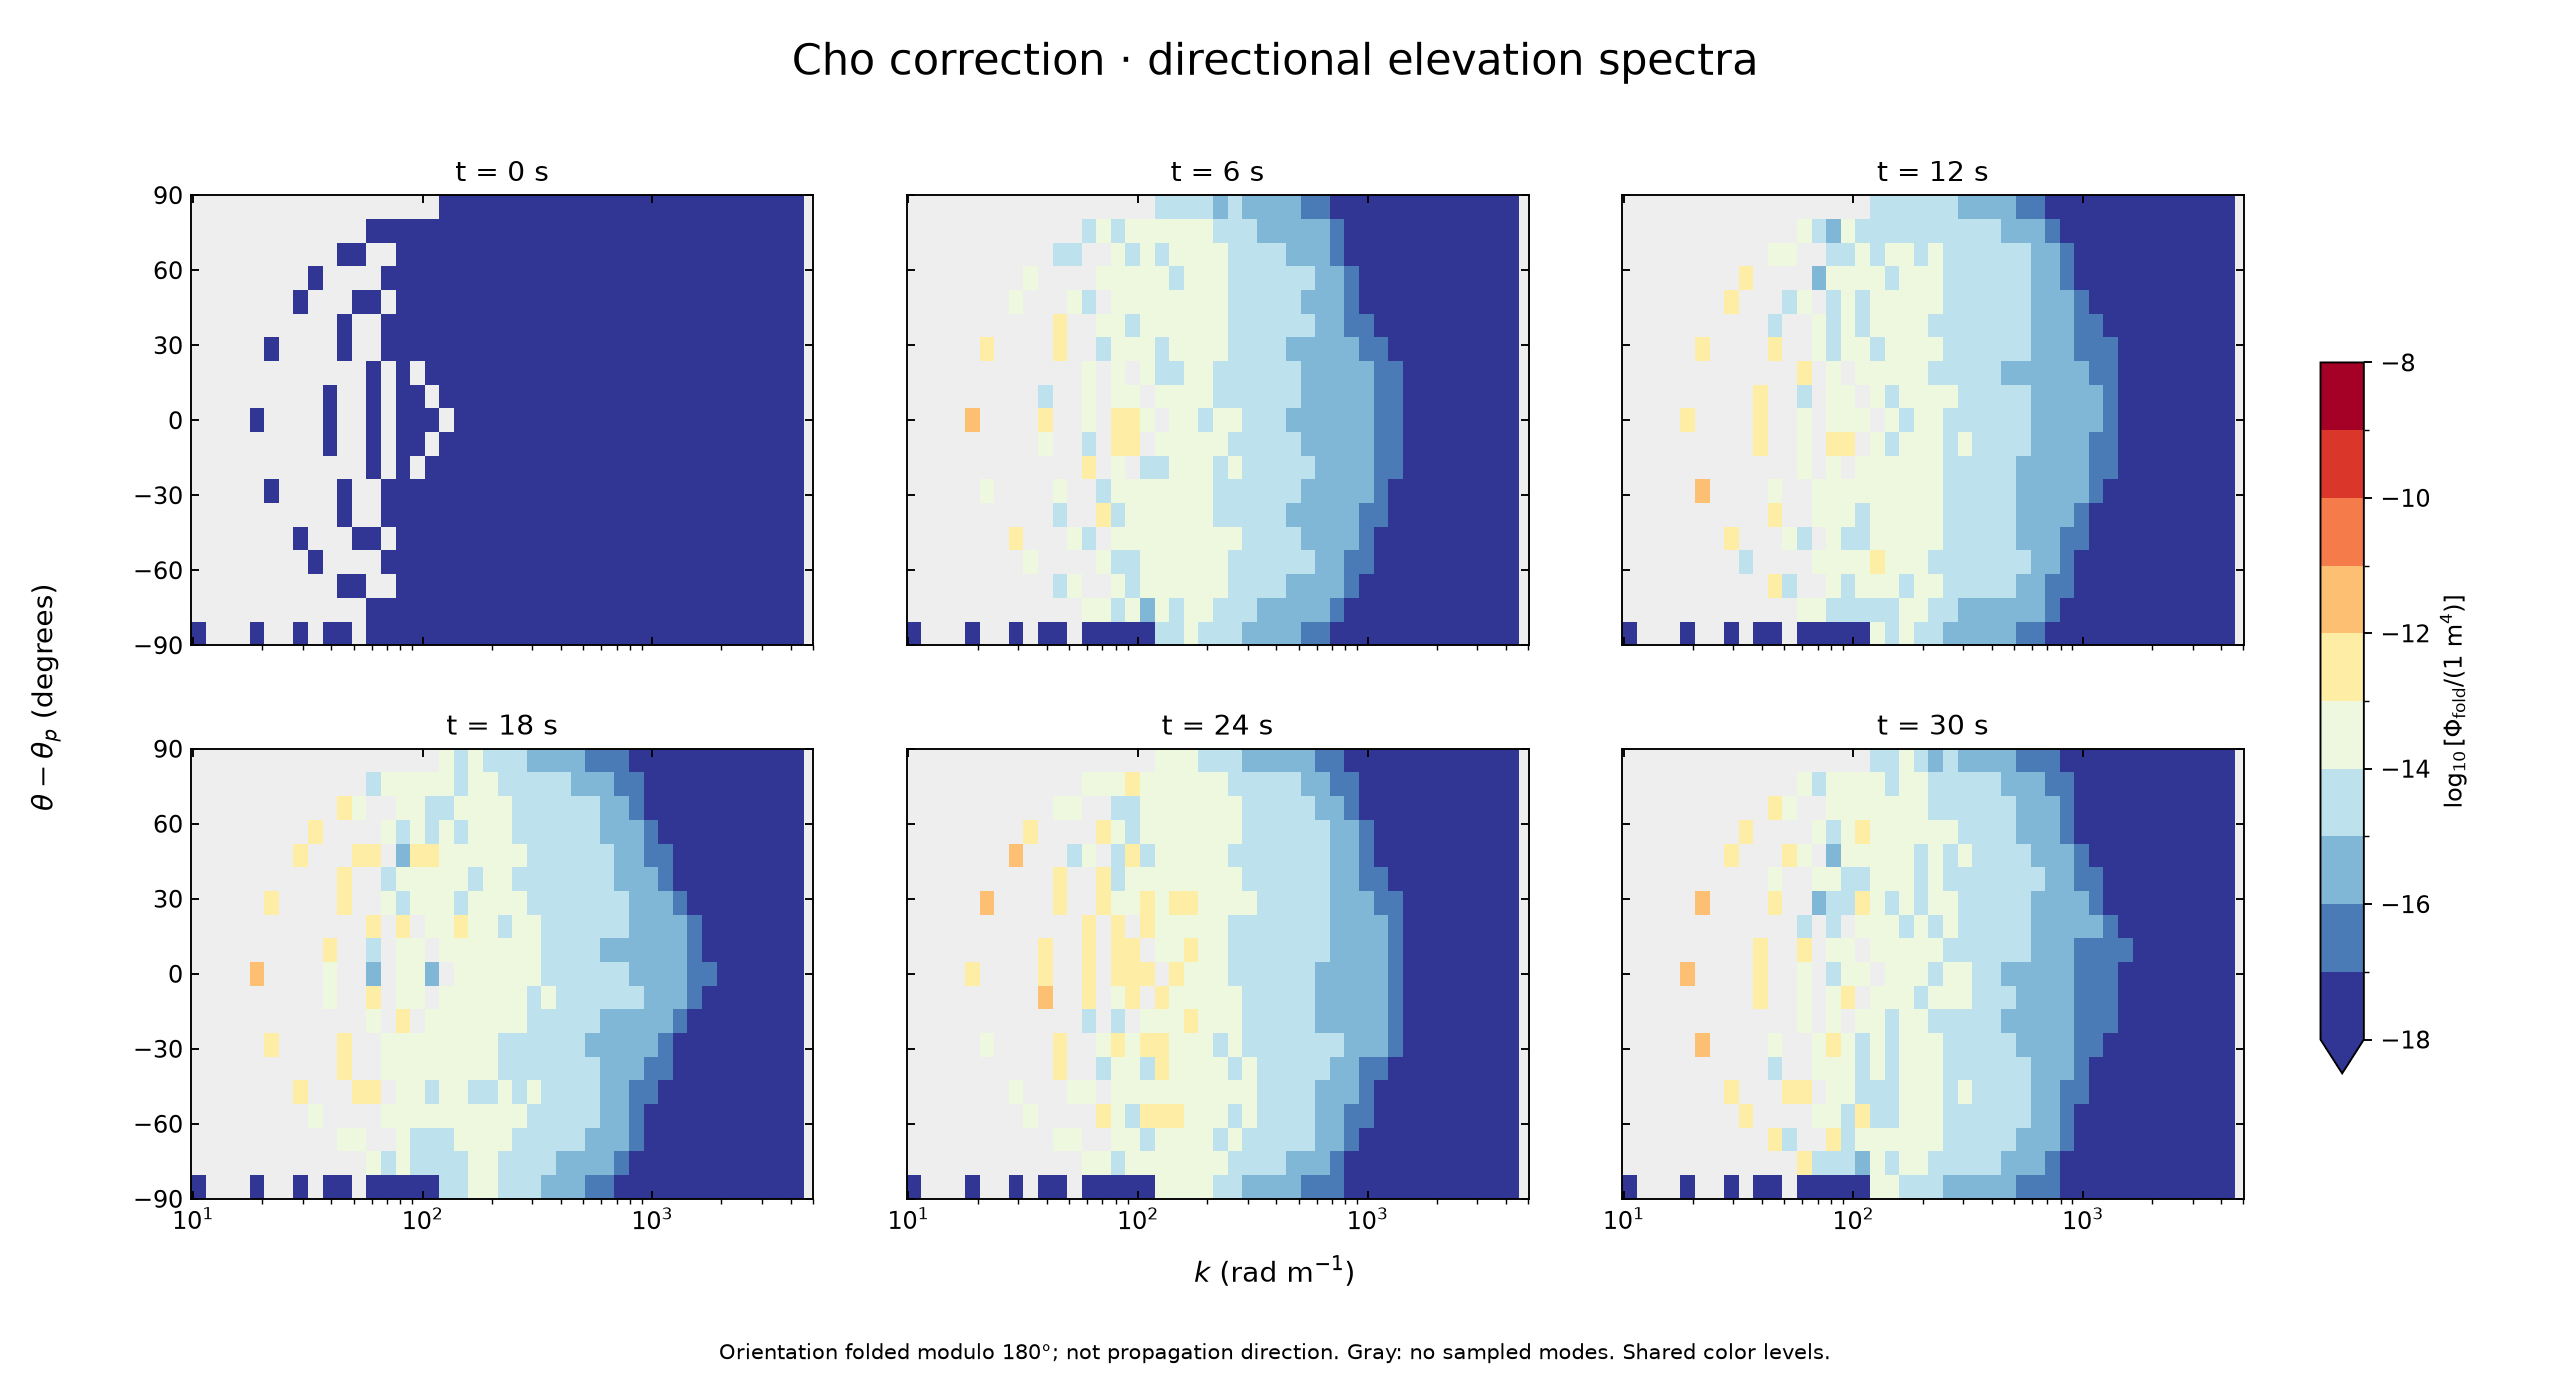 Cho correction · directional elevation spectra
t = 0 s
t = 6 s
t = 12 s
90
60
30
0
−30
−60
−90
t = 18 s
t = 24 s
t = 30 s
90
60
30
0
−30
−60
−90
10¹ 10² 10³
10¹ 10² 10³
10¹ 10² 10³
θ − θₚ (degrees)
k (rad m⁻¹)
−8
−10
−12
−14
−16
−18
log₁₀[Φfold/(1 m⁴)]
Orientation folded modulo 180°; not propagation direction. Gray: no sampled modes. Shared color levels.